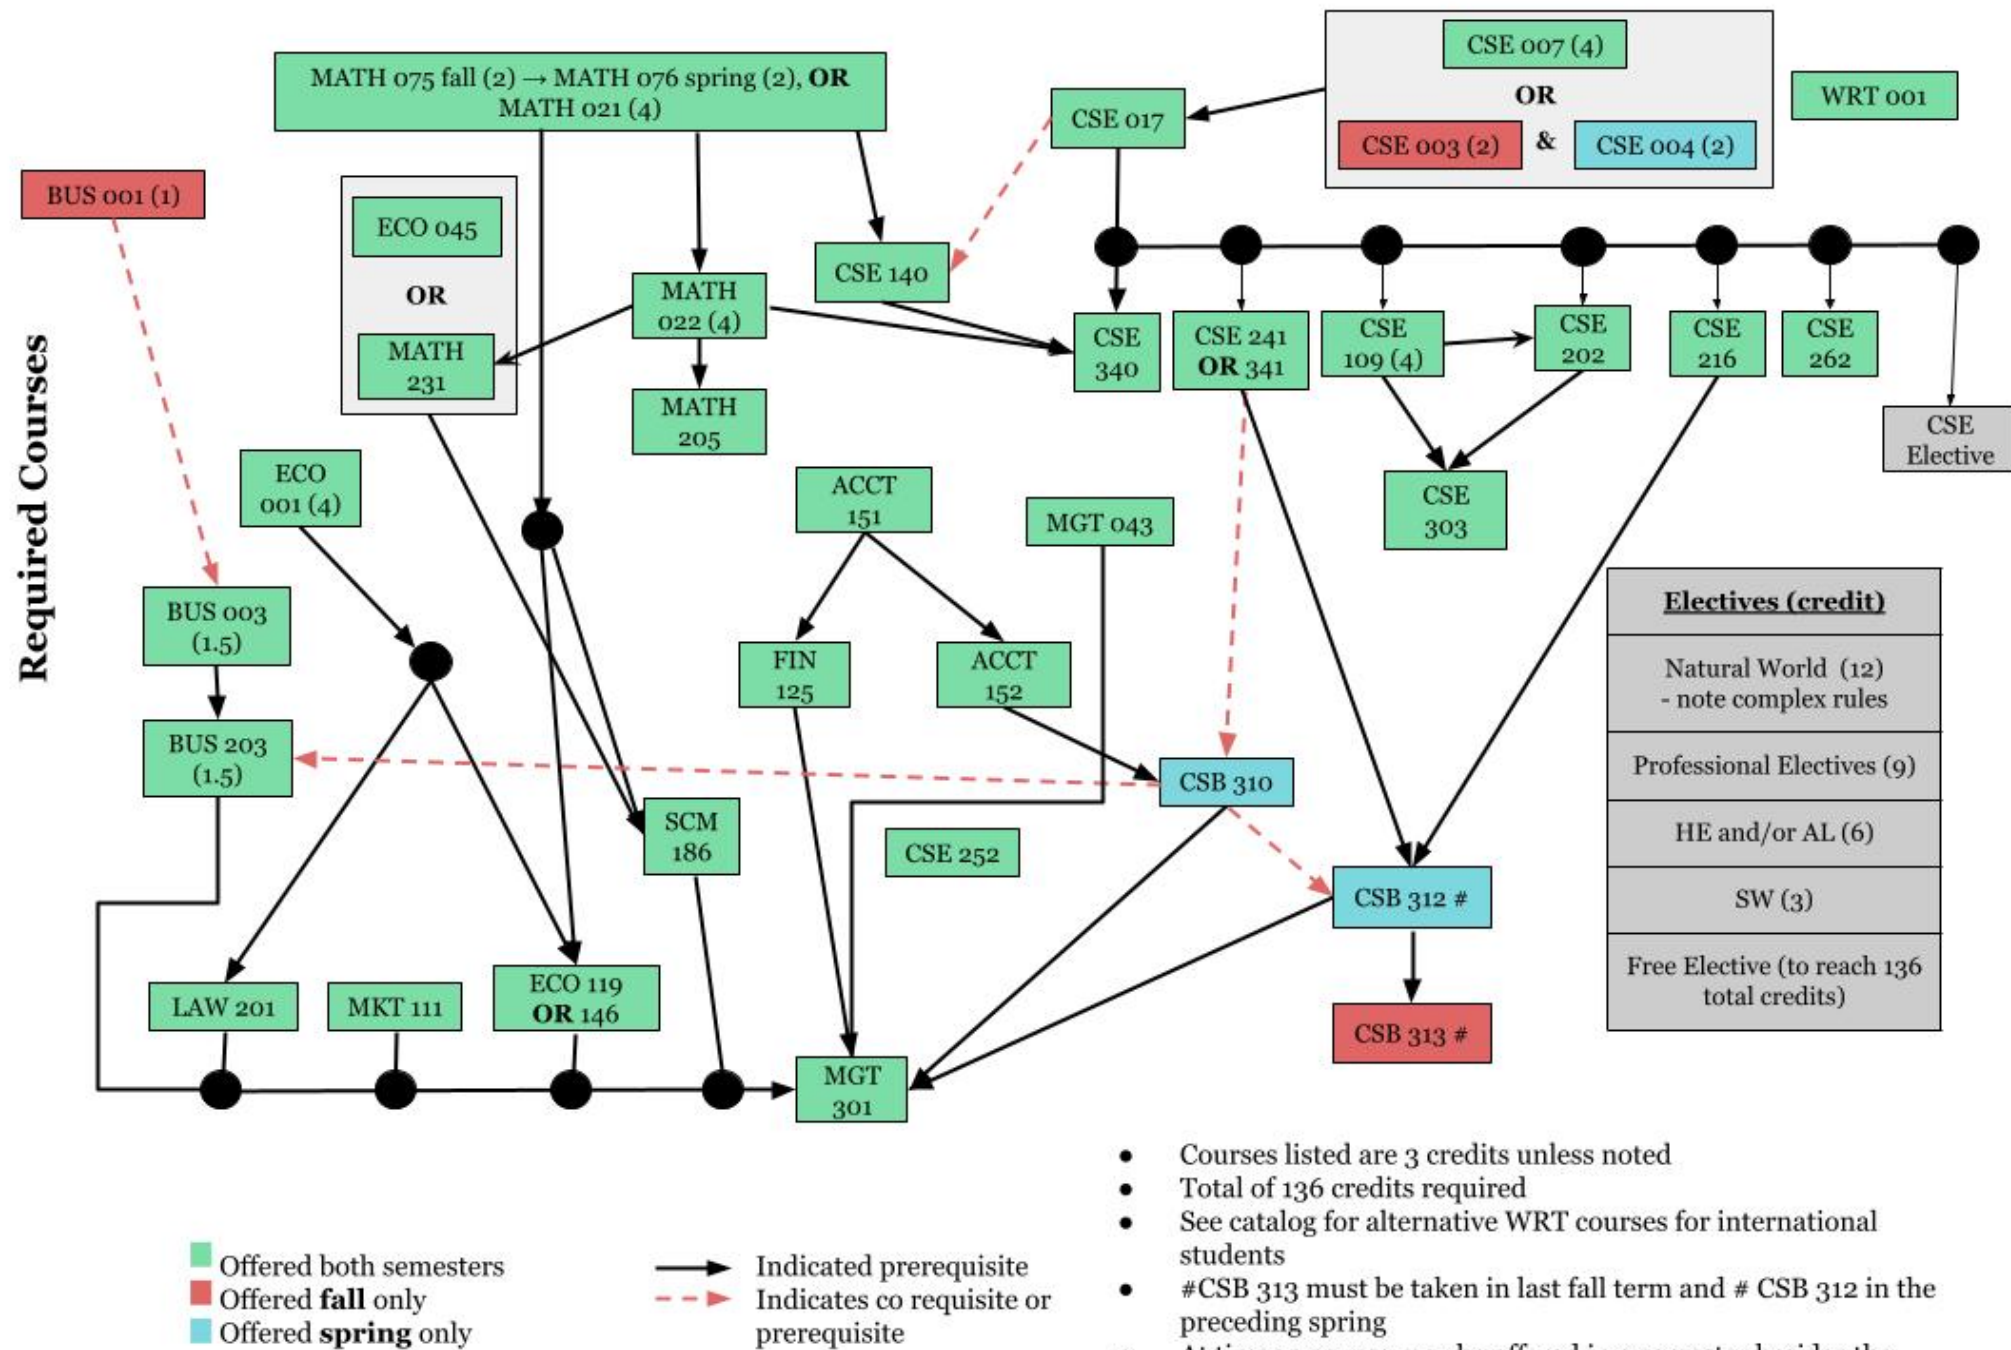 Required Courses
MATH 075 fall (2) → MATH 076 spring (2), OR
MATH 021 (4)
CSE 007 (4)
OR
CSE 003 (2)
&
CSE 004 (2)
WRT 001
CSE 017
BUS 001 (1)
ECO 045
OR
MATH
231
MATH
022 (4)
CSE 140
MATH
205
CSE
340
CSE 241
OR 341
CSE
109 (4)
CSE
202
CSE
216
CSE
262
CSE
Elective
CSE
303
ECO
001 (4)
ACCT
151
MGT 043
BUS 003
(1.5)
FIN
125
ACCT
152
BUS 203
(1.5)
CSB 310
SCM
186
CSE 252
CSB 312 #
LAW 201
MKT 111
ECO 119
OR 146
CSB 313 #
MGT
301
Electives (credit)
Natural World (12)
- note complex rules
Professional Electives (9)
HE and/or AL (6)
SW (3)
Free Elective (to reach 136
total credits)
Offered both semesters
Offered fall only
Offered spring only
Indicated prerequisite
Indicates co requisite or
prerequisite
● Courses listed are 3 credits unless noted
● Total of 136 credits required
● See catalog for alternative WRT courses for international
students
● #CSB 313 must be taken in last fall term and # CSB 312 in the
preceding spring